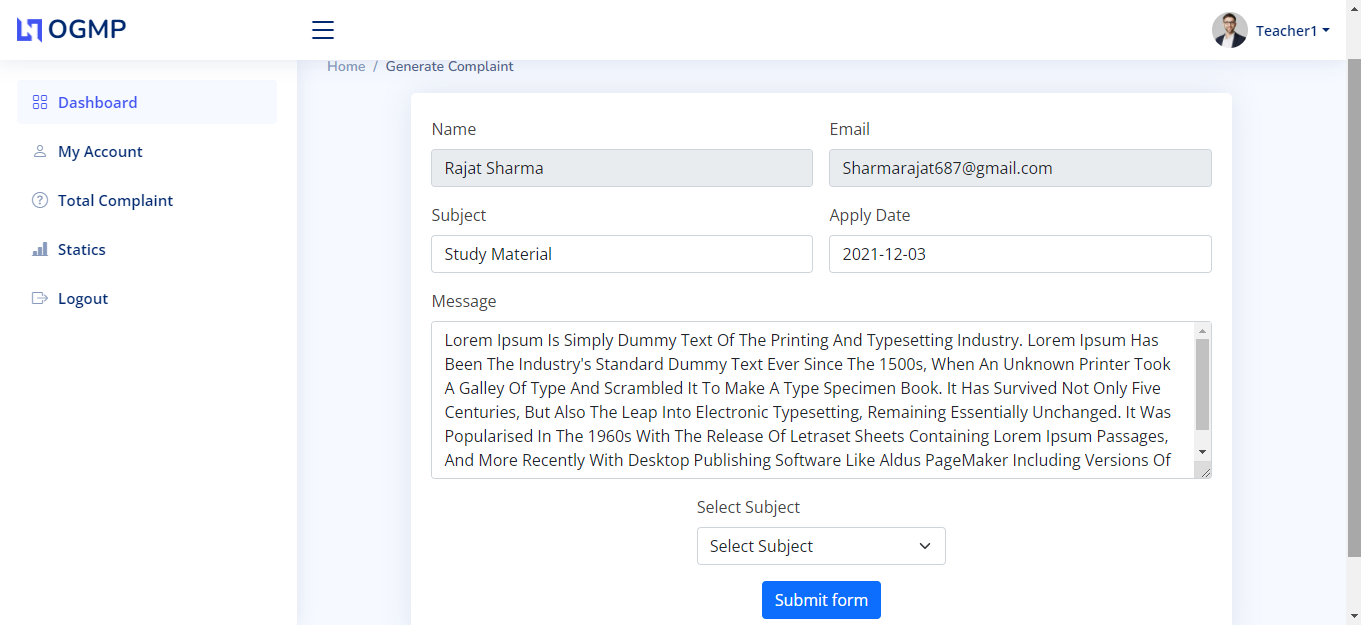 OGMP
Teacher1
Home / Generate Complaint
Dashboard
My Account
Total Complaint
Statics
Logout
Name
Email
Rajat Sharma
Sharmarajat687@gmail.com
Subject
Apply Date
Study Material
2021-12-03
Message
Lorem Ipsum Is Simply Dummy Text Of The Printing And Typesetting Industry. Lorem Ipsum Has
Been The Industry's Standard Dummy Text Ever Since The 1500s, When An Unknown Printer Took
A Galley Of Type And Scrambled It To Make A Type Specimen Book. It Has Survived Not Only Five
Centuries, But Also The Leap Into Electronic Typesetting, Remaining Essentially Unchanged. It Was
Popularised In The 1960s With The Release Of Letraset Sheets Containing Lorem Ipsum Passages,
And More Recently With Desktop Publishing Software Like Aldus PageMaker Including Versions Of
Select Subject
Select Subject
Submit form